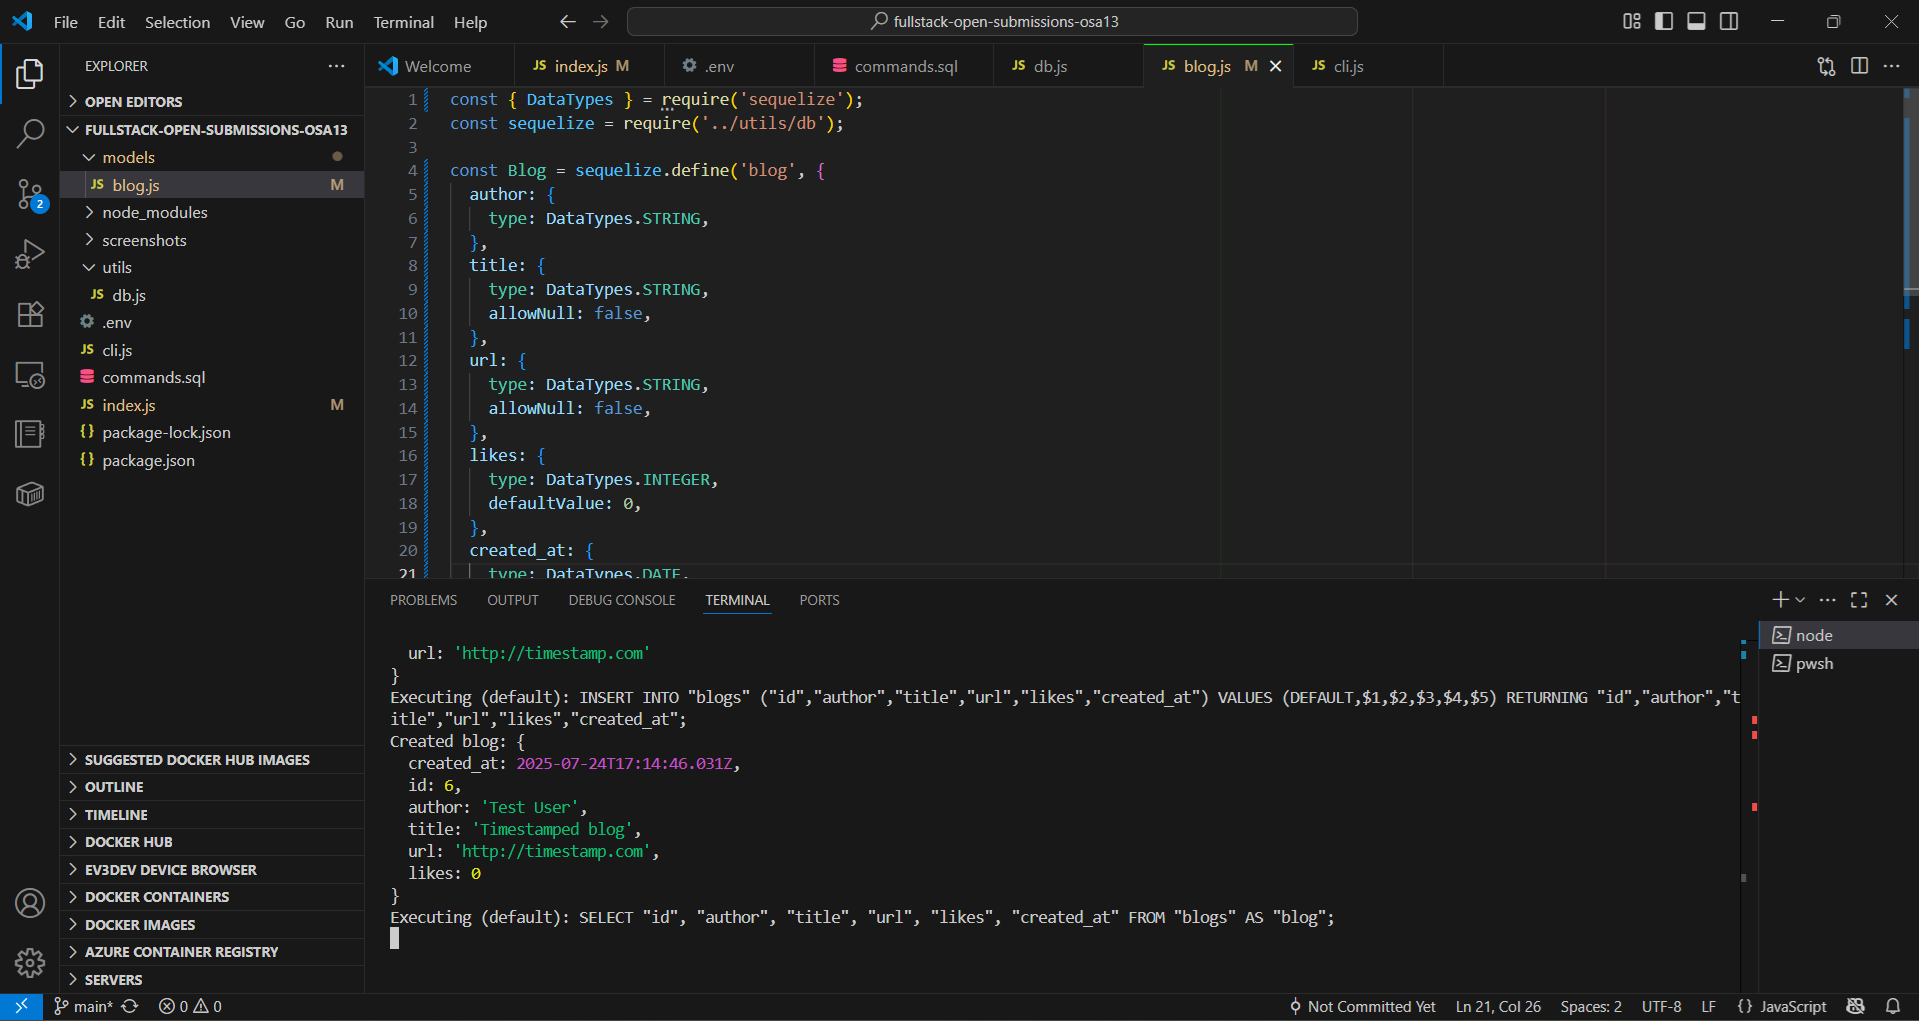 File Edit Selection View Go Run Terminal Help
fullstack-open-submissions-osa13
EXPLORER
OPEN EDITORS
FULLSTACK-OPEN-SUBMISSIONS-OSA13
models
JS blog.js M
node_modules
screenshots
utils
JS db.js
.env
JS cli.js
commands.sql
JS index.js M
{} package-lock.json
{} package.json
SUGGESTED DOCKER HUB IMAGES
OUTLINE
TIMELINE
DOCKER HUB
EV3DEV DEVICE BROWSER
DOCKER CONTAINERS
DOCKER IMAGES
AZURE CONTAINER REGISTRY
SERVERS
2
Welcome JS index.js M .env commands.sql JS db.js JS blog.js M JS cli.js
1 const { DataTypes } = require('sequelize');
2 const sequelize = require('../utils/db');
3
4 const Blog = sequelize.define('blog', {
5 author: {
6 type: DataTypes.STRING,
7 },
8 title: {
9 type: DataTypes.STRING,
10 allowNull: false,
11 },
12 url: {
13 type: DataTypes.STRING,
14 allowNull: false,
15 },
16 likes: {
17 type: DataTypes.INTEGER,
18 defaultValue: 0,
19 },
20 created_at: {
21 type: DataTypes.DATE,
PROBLEMS OUTPUT DEBUG CONSOLE TERMINAL PORTS
url: 'http://timestamp.com'
}
Executing (default): INSERT INTO "blogs" ("id","author","title","url","likes","created_at") VALUES (DEFAULT,$1,$2,$3,$4,$5) RETURNING "id","author","t
itle","url","likes","created_at";
Created blog: {
created_at: 2025-07-24T17:14:46.031Z,
id: 6,
author: 'Test User',
title: 'Timestamped blog',
url: 'http://timestamp.com',
likes: 0
}
Executing (default): SELECT "id", "author", "title", "url", "likes", "created_at" FROM "blogs" AS "blog";
node
pwsh
main* 0 0 Not Committed Yet Ln 21, Col 26 Spaces: 2 UTF-8 LF {} JavaScript